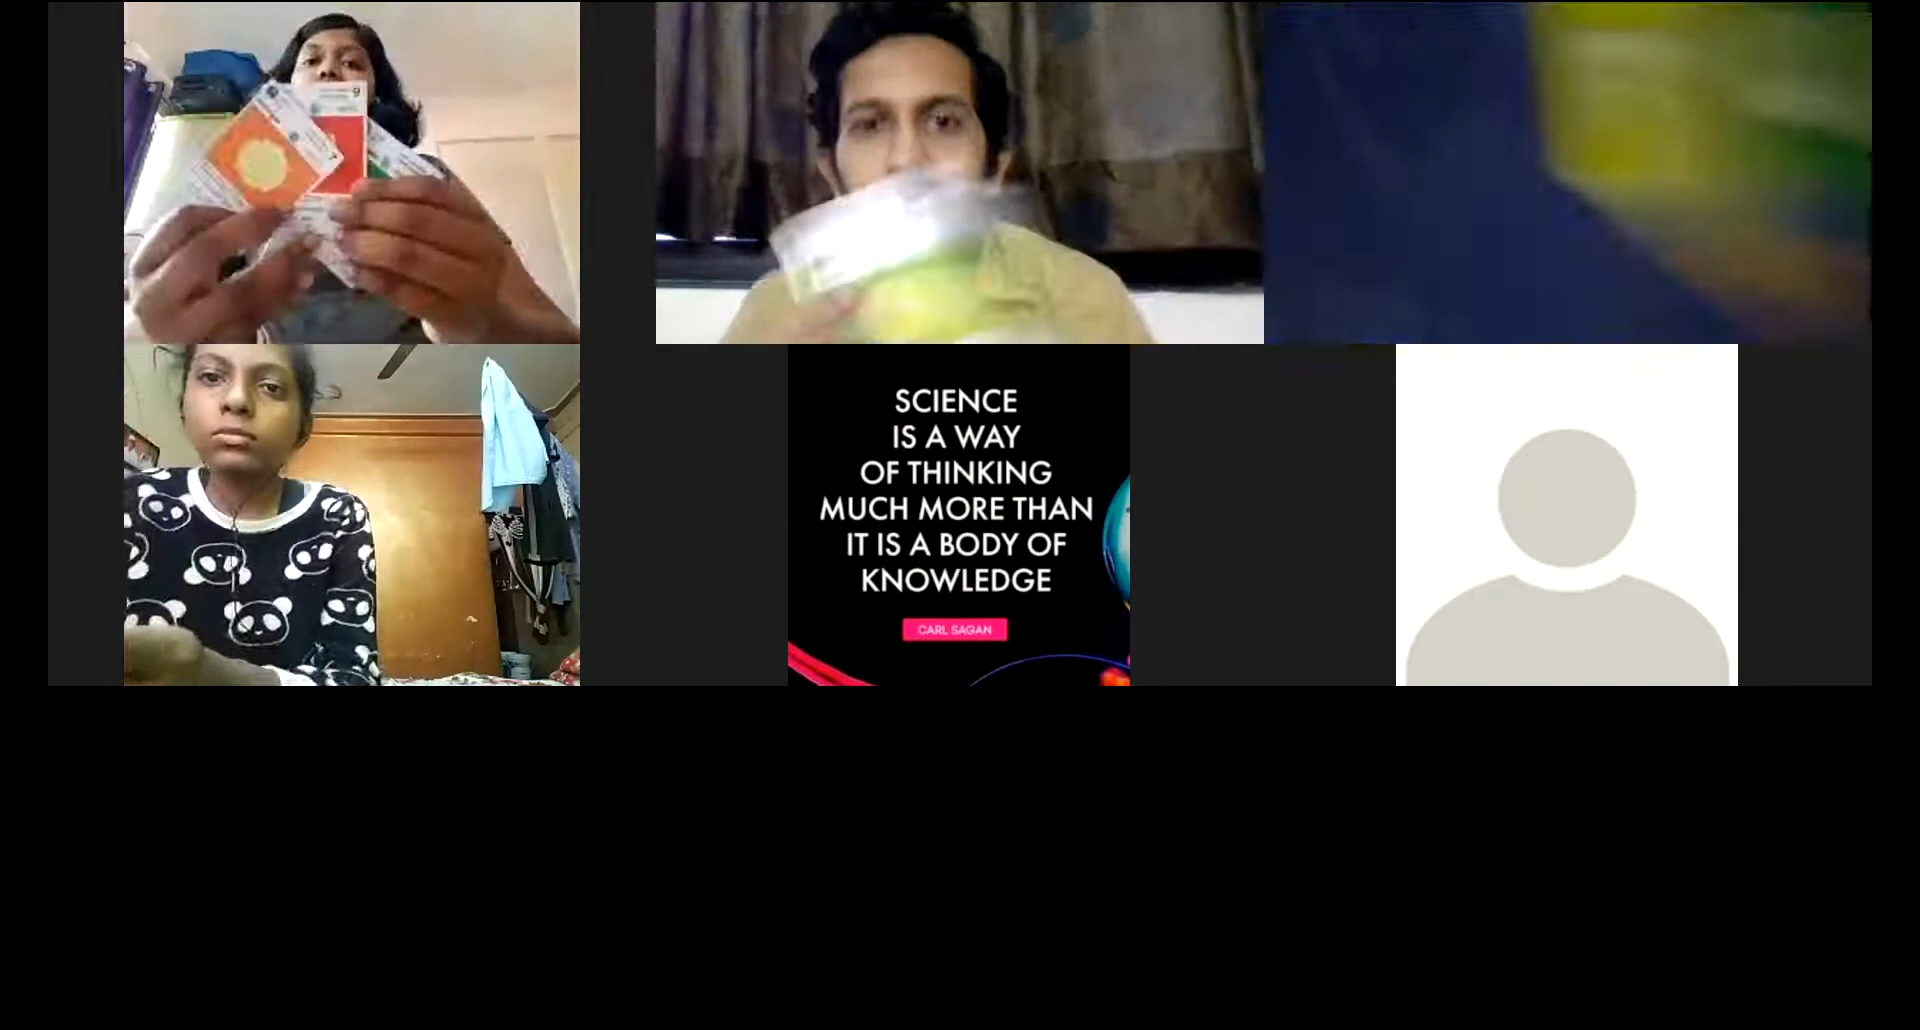 SCIENCE
IS A WAY
OF THINKING
MUCH MORE THAN
IT IS A BODY OF
KNOWLEDGE
CARL SAGAN